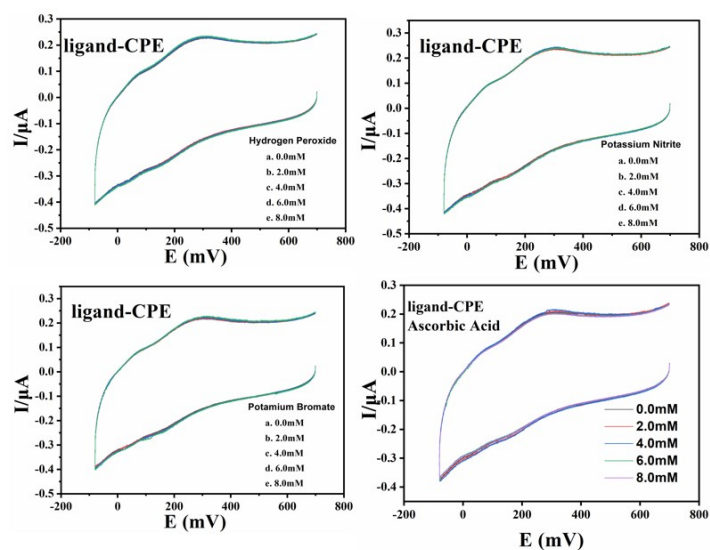 ligand-CPE
I/μA
0.3
0.2
0.1
0.0
-0.1
-0.2
-0.3
-0.4
-0.5
Hydrogen Peroxide
a. 0.0mM
b. 2.0mM
c. 4.0mM
d. 6.0mM
e. 8.0mM
0 200 400 600 800
E (mV)
ligand-CPE
I/μA
0.3
0.2
0.1
0.0
-0.1
-0.2
-0.3
-0.4
-0.5
Potassium Nitrite
a. 0.0mM
b. 2.0mM
c. 4.0mM
d. 6.0mM
e. 8.0mM
0 200 400 600 800
E (mV)
ligand-CPE
I/μA
0.3
0.2
0.1
0.0
-0.1
-0.2
-0.3
-0.4
-0.5
Potamium Bromate
a. 0.0mM
b. 2.0mM
c. 4.0mM
d. 6.0mM
e. 8.0mM
0 200 400 600 800
E (mV)
ligand-CPE
Ascorbic Acid
I/μA
0.3
0.2
0.1
0.0
-0.1
-0.2
-0.3
-0.4
-0.5
0.0mM
2.0mM
4.0mM
6.0mM
8.0mM
-200 0 200 400 600 800
E (mV)